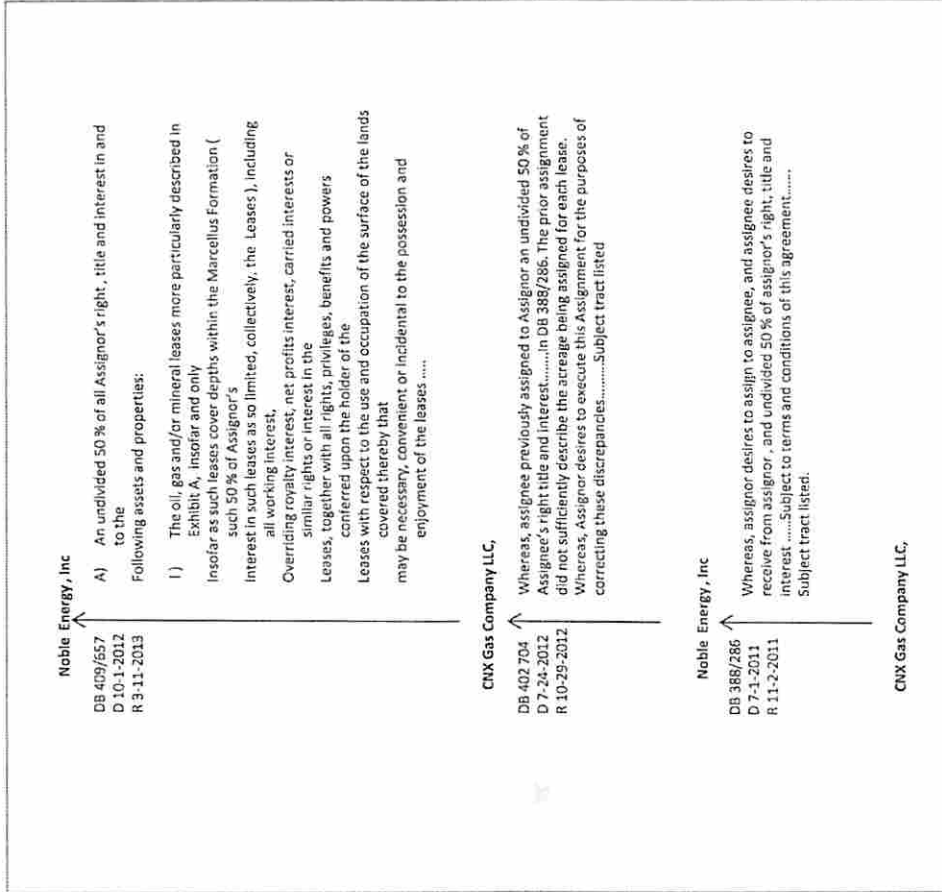 Noble Energy, Inc
DB 409/657
D 10-1-2012
R 3-11-2013
A) An undivided 50 % of all Assignor's right, title and interest in and
to the
Following assets and properties:
I ) The oil, gas and/or mineral leases more particularly described in
Exhibit A, insofar and only
Insofar as such leases cover depths within the Marcellus Formation (
such 50 % of Assignor's
Interest in such leases as so limited, collectively, the Leases ), including
all working interest,
Overriding royalty interest, net profits interest, carried interests or
similar rights or interest in the
Leases, together with all rights, privileges, benefits and powers
conferred upon the holder of the
Leases with respect to the use and occupation of the surface of the lands
covered thereby that
may be necessary, convenient or incidental to the possession and
enjoyment of the leases .....
CNX Gas Company LLC,
DB 402 704
D 7-24-2012
R 10-29-2012
Whereas, assignee previously assigned to Assignor an undivided 50 % of
Assignee's right title and interest........In DB 388/286. The prior assignment
did not sufficiently describe the acreage being assigned for each lease.
Whereas, Assignor desires to execute this Assignment for the purposes of
correcting these discrepancies..........Subject tract listed
Noble Energy, Inc
DB 388/286
D 7-1-2011
R 11-2-2011
Whereas, assignor desires to assign to assignee, and assignee desires to
receive from assignor , and undivided 50 % of assignor's right, title and
interest ......Subject to terms and conditions of this agreement........
Subject tract listed.
CNX Gas Company LLC,